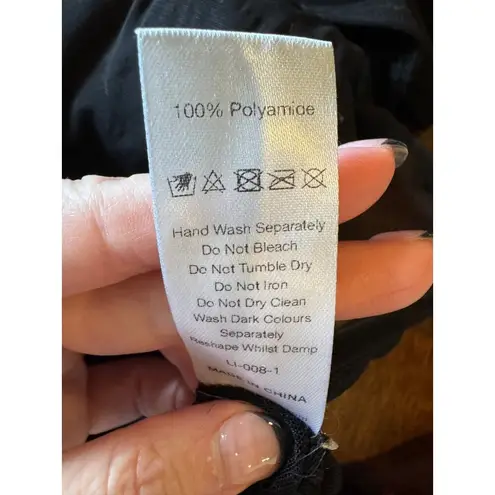 100% Polyamide
Hand Wash Separately
Do Not Bleach
Do Not Tumble Dry
Do Not Iron
Do Not Dry Clean
Wash Dark Colours
Separately
Reshape Whilst Damp
LI-008-1
MADE IN CHINA